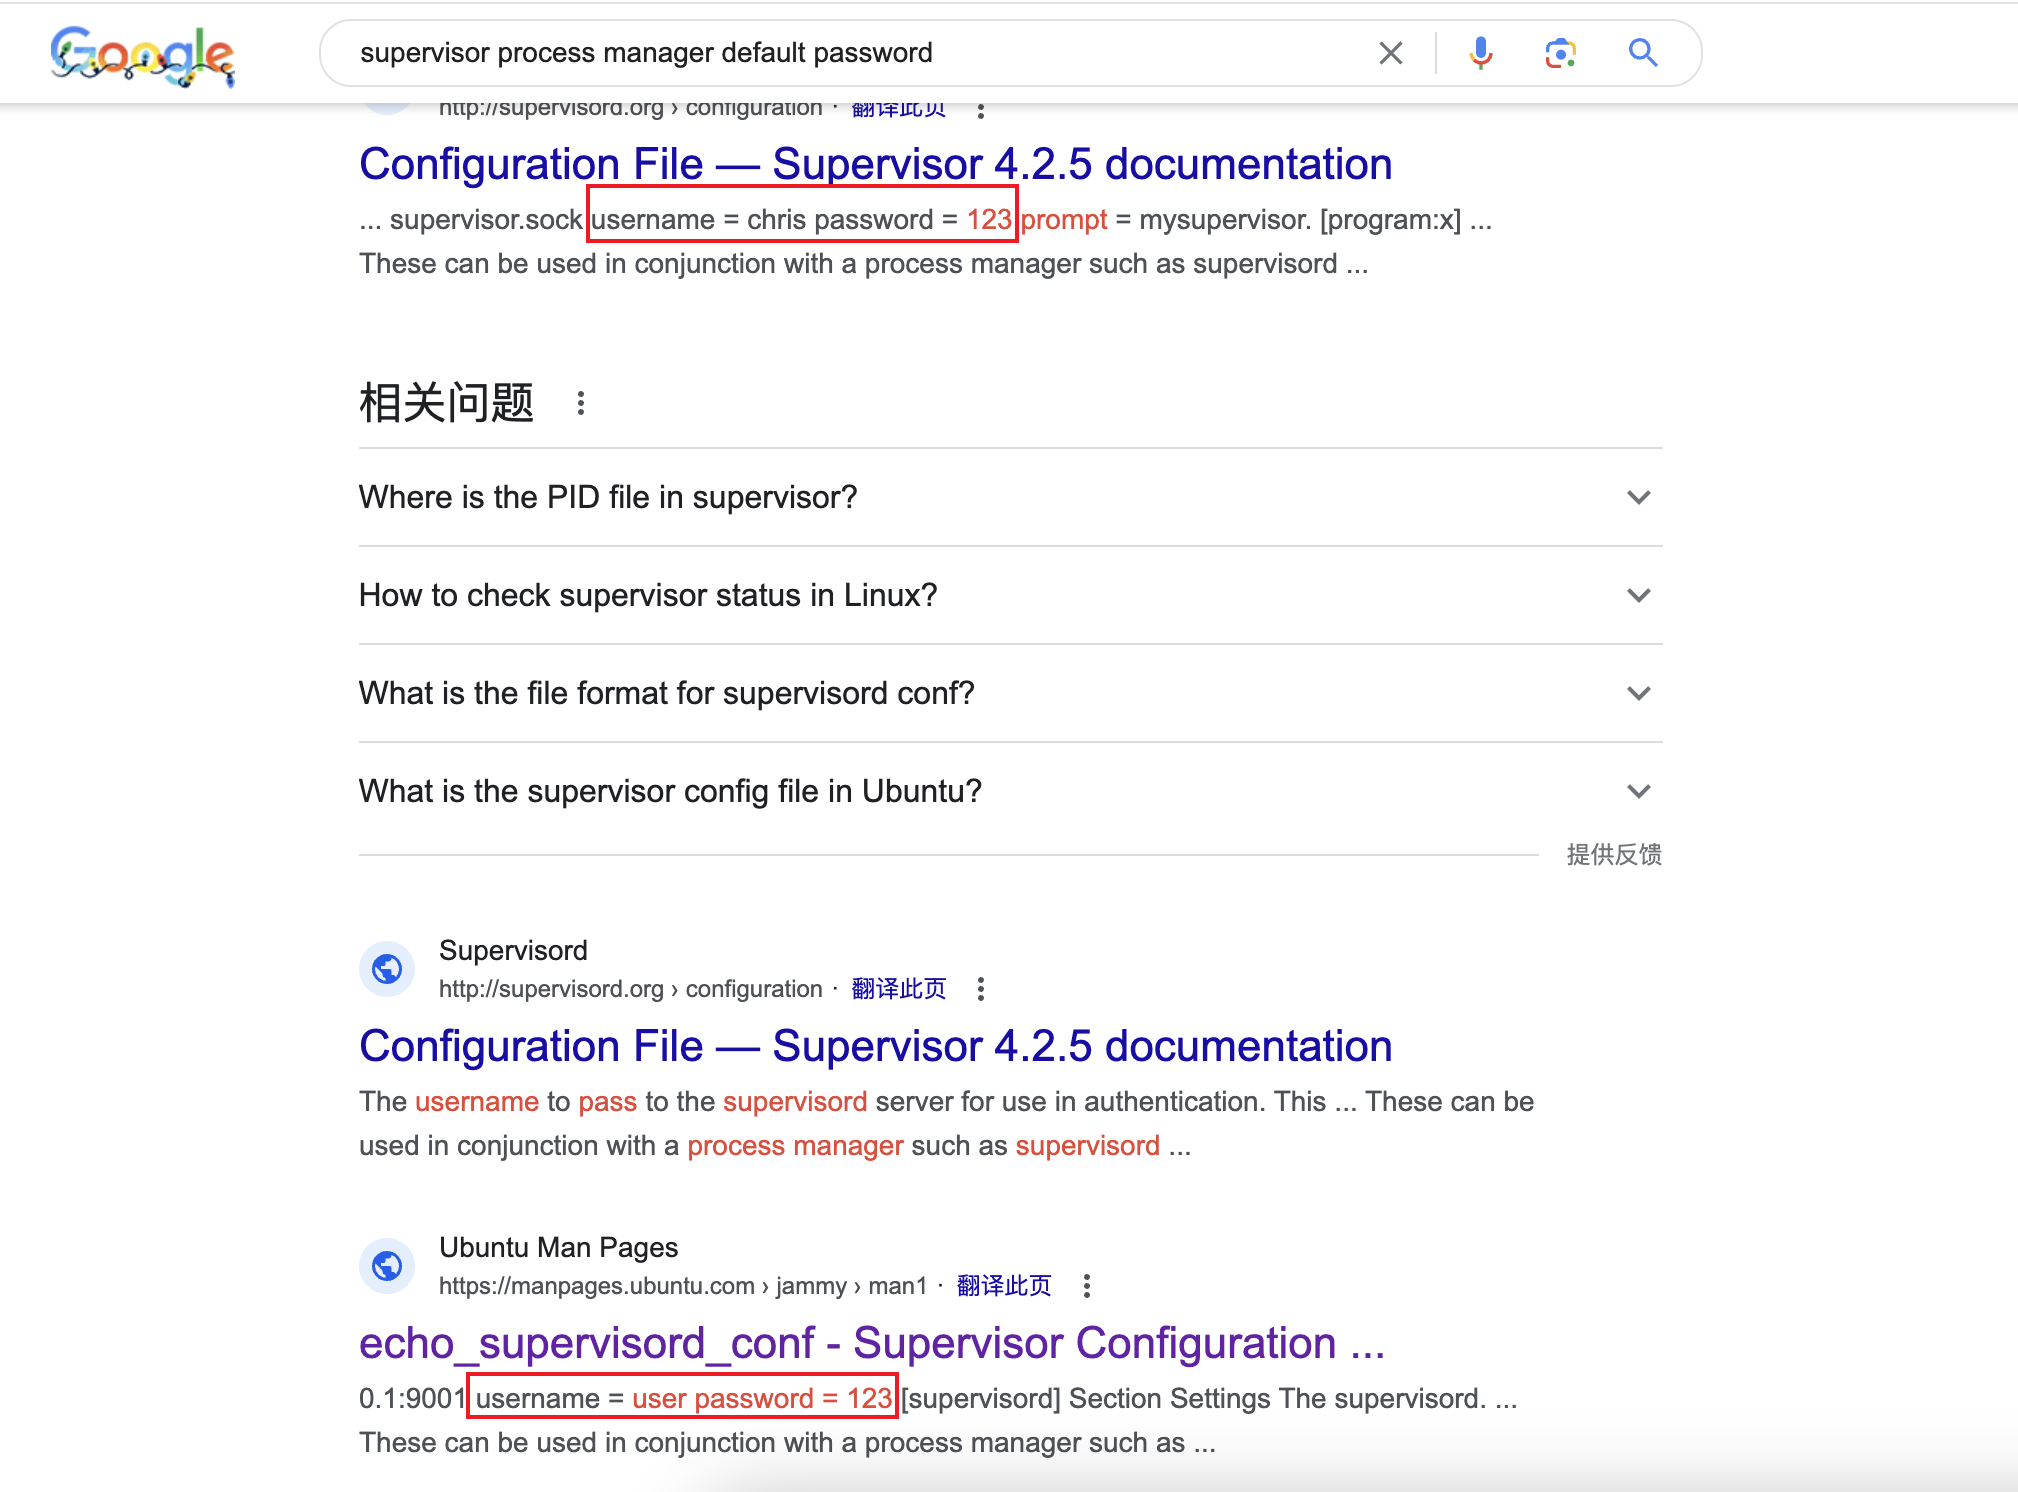 Google
supervisor process manager default password
http://supervisord.org › configuration · 翻译此页
Configuration File — Supervisor 4.2.5 documentation
... supervisor.sock username = chris password = 123 prompt = mysupervisor. [program:x] ...
These can be used in conjunction with a process manager such as supervisord ...
相关问题
Where is the PID file in supervisor?
How to check supervisor status in Linux?
What is the file format for supervisord conf?
What is the supervisor config file in Ubuntu?
提供反馈
Supervisord
http://supervisord.org › configuration · 翻译此页
Configuration File — Supervisor 4.2.5 documentation
The username to pass to the supervisord server for use in authentication. This ... These can be
used in conjunction with a process manager such as supervisord ...
Ubuntu Man Pages
https://manpages.ubuntu.com › jammy › man1 · 翻译此页
echo_supervisord_conf - Supervisor Configuration ...
0.1:9001 username = user password = 123 [supervisord] Section Settings The supervisord. ...
These can be used in conjunction with a process manager such as ...